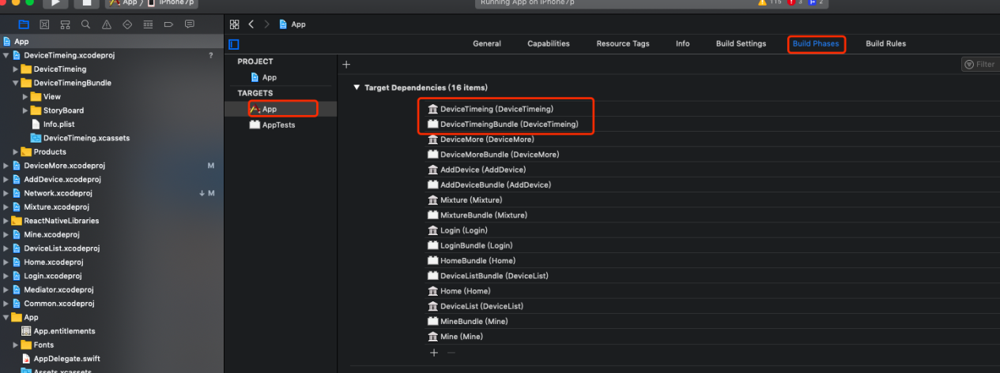 App 〉 iPhone7p
Running App on iPhone7p
115
3
2
App
App
DeviceTimeing.xcodeproj
?
DeviceTimeing
DeviceTimeingBundle
View
StoryBoard
Info.plist
DeviceTimeing.xcassets
Products
DeviceMore.xcodeproj
M
AddDevice.xcodeproj
Network.xcodeproj
M
Mixture.xcodeproj
ReactNativeLibraries
Mine.xcodeproj
DeviceList.xcodeproj
Home.xcodeproj
Login.xcodeproj
Mediator.xcodeproj
Common.xcodeproj
App
App.entitlements
Fonts
AppDelegate.swift
Assets.xcassets
General
Capabilities
Resource Tags
Info
Build Settings
Build Phases
Build Rules
PROJECT
App
TARGETS
App
AppTests
Filter
Target Dependencies (16 items)
DeviceTimeing (DeviceTimeing)
DeviceTimeingBundle (DeviceTimeing)
DeviceMore (DeviceMore)
DeviceMoreBundle (DeviceMore)
AddDevice (AddDevice)
AddDeviceBundle (AddDevice)
Mixture (Mixture)
MixtureBundle (Mixture)
Login (Login)
LoginBundle (Login)
HomeBundle (Home)
DeviceListBundle (DeviceList)
Home (Home)
DeviceList (DeviceList)
MineBundle (Mine)
Mine (Mine)